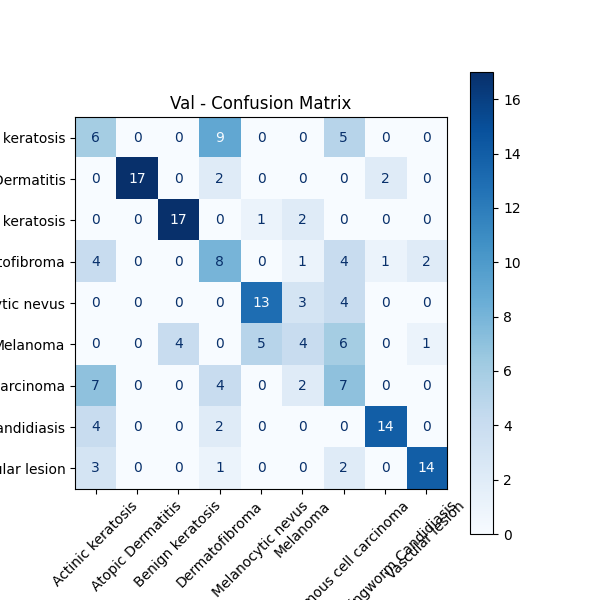 Val - Confusion Matrix
keratosis 6 0 0 9 0 0 5 0 0
Dermatitis 0 17 0 2 0 0 0 2 0
keratosis 0 0 17 0 1 2 0 0 0
tofibroma 4 0 0 8 0 1 4 1 2
ytic nevus 0 0 0 0 13 3 4 0 0
Melanoma 0 0 4 0 5 4 6 0 1
arcinoma 7 0 0 4 0 2 7 0 0
andidiasis 4 0 0 2 0 0 0 14 0
ular lesion 3 0 0 1 0 0 2 0 14
Actinic keratosis
Atopic Dermatitis
Benign keratosis
Dermatofibroma
Melanocytic nevus
Melanoma
mous cell carcinoma
ngworm Candidiasis
Vascular lesion
16
14
12
10
8
6
4
2
0